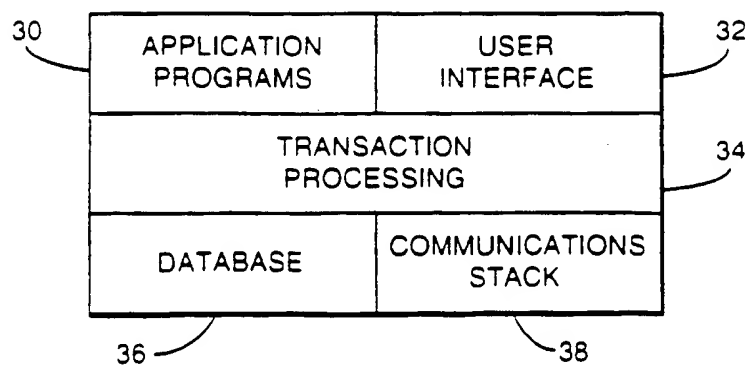 30
APPLICATION
PROGRAMS
USER
INTERFACE
32
TRANSACTION
PROCESSING
34
DATABASE
COMMUNICATIONS
STACK
36
38